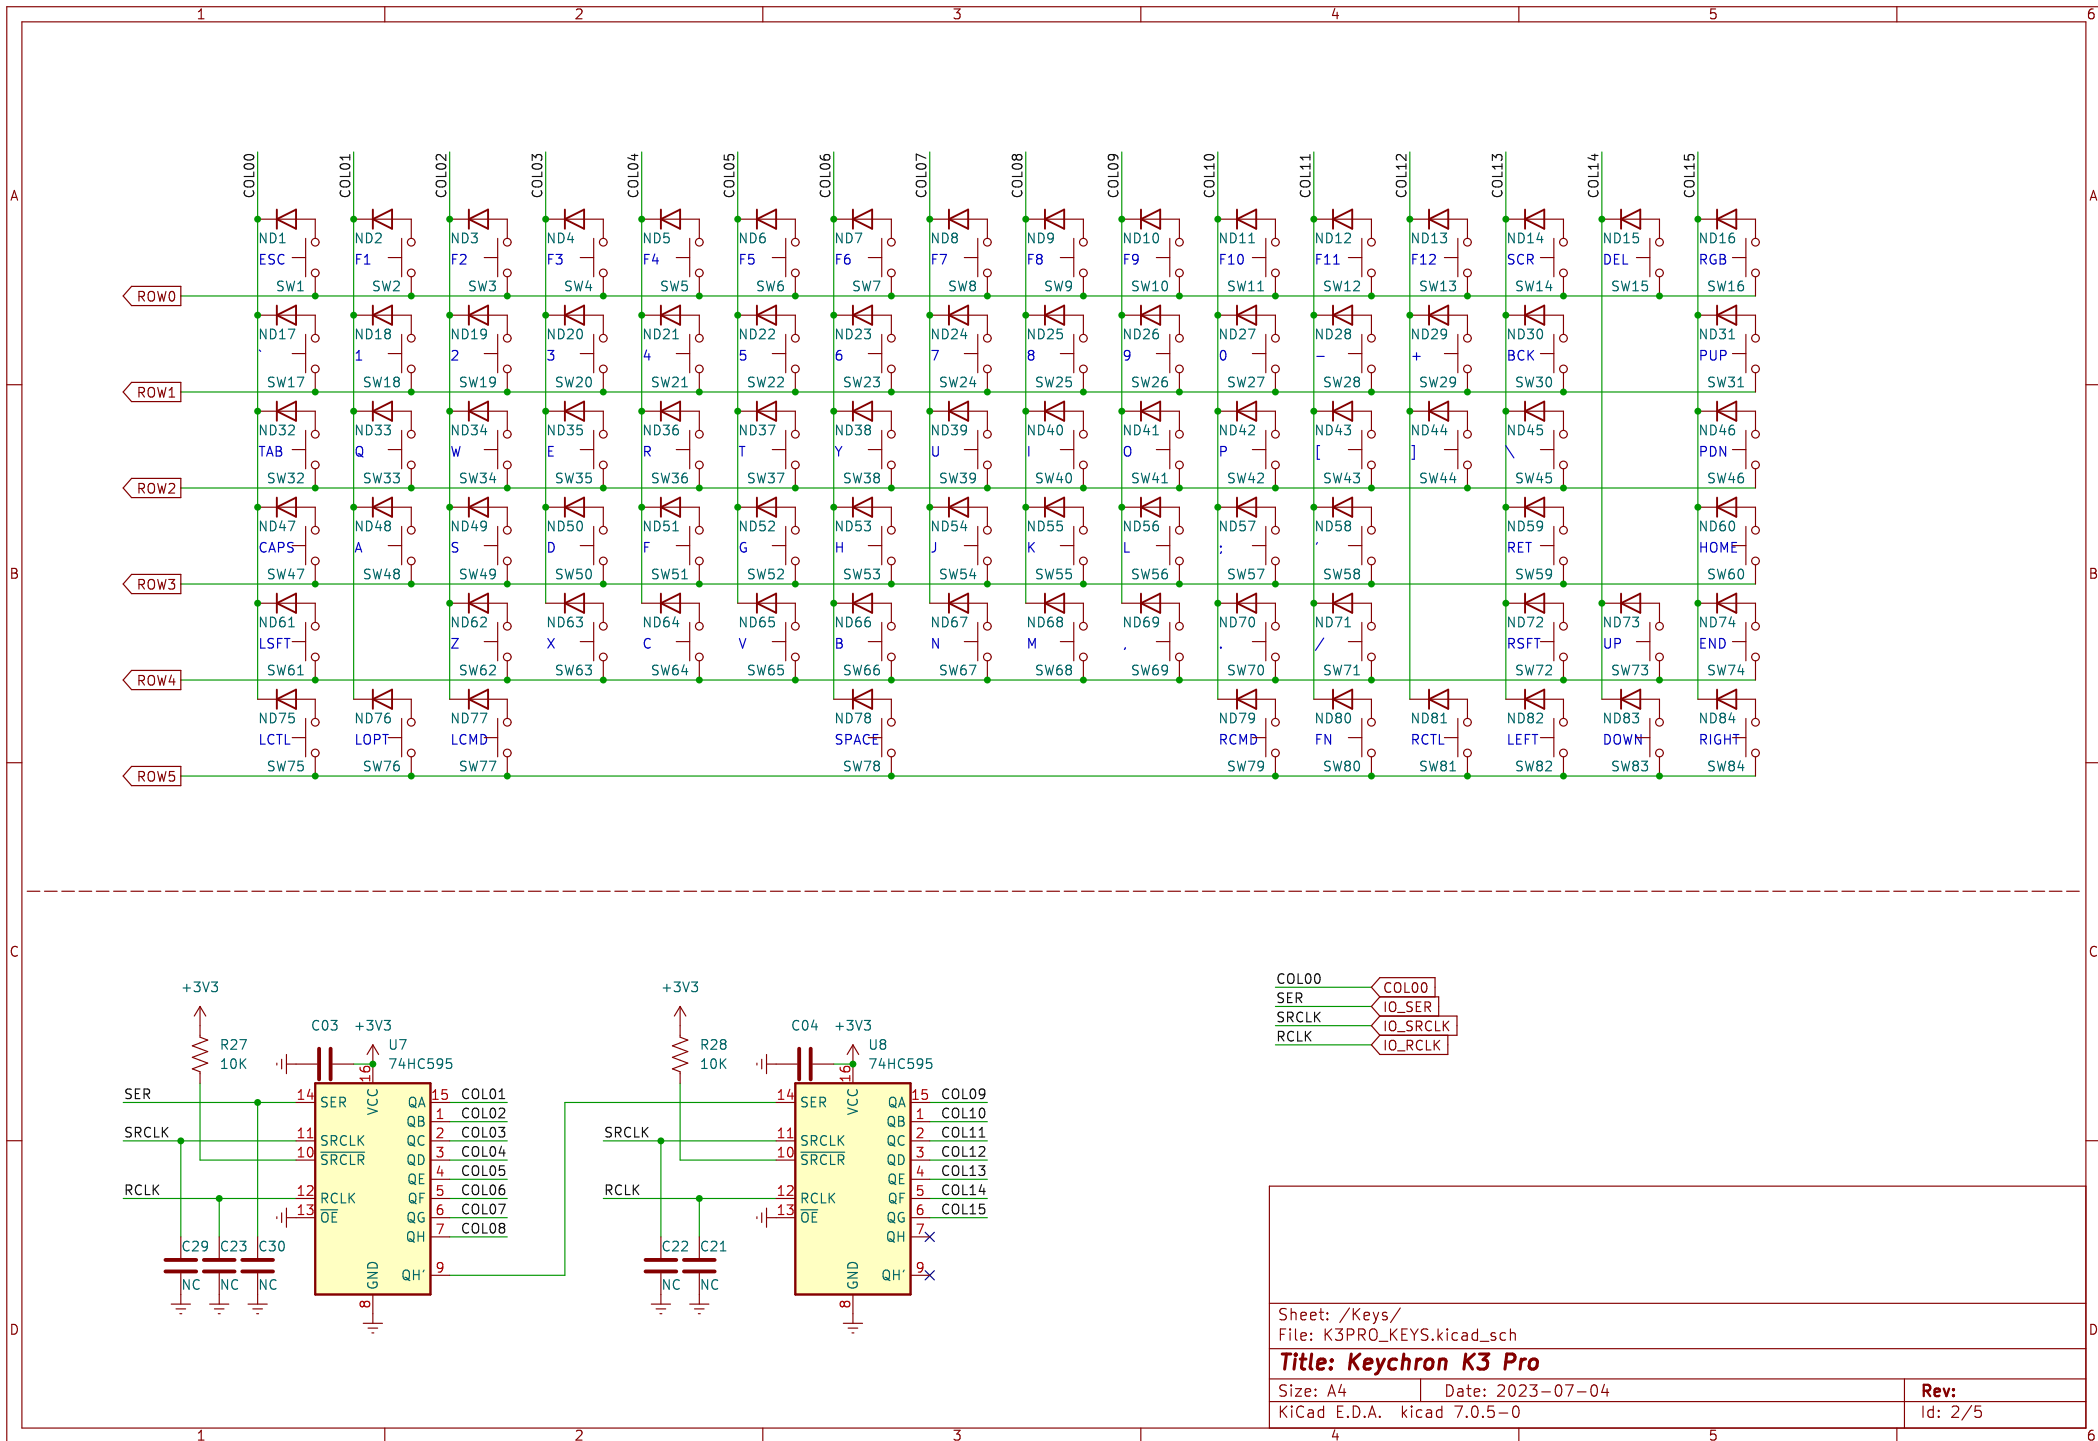 1 2 3 4 5 6
COL00 COL01 COL02 COL03 COL04 COL05 COL06 COL07 COL08 COL09 COL10 COL11 COL12 COL13 COL14 COL15
A A
ND1 ND2 ND3 ND4 ND5 ND6 ND7 ND8 ND9 ND10 ND11 ND12 ND13 ND14 ND15 ND16
ESC F1 F2 F3 F4 F5 F6 F7 F8 F9 F10 F11 F12 SCR DEL RGB
SW1 SW2 SW3 SW4 SW5 SW6 SW7 SW8 SW9 SW10 SW11 SW12 SW13 SW14 SW15 SW16
ROW0
ND17 ND18 ND19 ND20 ND21 ND22 ND23 ND24 ND25 ND26 ND27 ND28 ND29 ND30 ND31
` 1 2 3 4 5 6 7 8 9 0 - + BCK PUP
SW17 SW18 SW19 SW20 SW21 SW22 SW23 SW24 SW25 SW26 SW27 SW28 SW29 SW30 SW31
ROW1
ND32 ND33 ND34 ND35 ND36 ND37 ND38 ND39 ND40 ND41 ND42 ND43 ND44 ND45 ND46
TAB Q W E R T Y U I O P [ ] \ PDN
SW32 SW33 SW34 SW35 SW36 SW37 SW38 SW39 SW40 SW41 SW42 SW43 SW44 SW45 SW46
ROW2
ND47 ND48 ND49 ND50 ND51 ND52 ND53 ND54 ND55 ND56 ND57 ND58 ND59 ND60
CAPS A S D F G H J K L ; ' RET HOME
B B
SW47 SW48 SW49 SW50 SW51 SW52 SW53 SW54 SW55 SW56 SW57 SW58 SW59 SW60
ROW3
ND61 ND62 ND63 ND64 ND65 ND66 ND67 ND68 ND69 ND70 ND71 ND72 ND73 ND74
LSFT Z X C V B N M , . / RSFT UP END
SW61 SW62 SW63 SW64 SW65 SW66 SW67 SW68 SW69 SW70 SW71 SW72 SW73 SW74
ROW4
ND75 ND76 ND77 ND78 ND79 ND80 ND81 ND82 ND83 ND84
LCTL LOPT LCMD SPACE RCMD FN RCTL LEFT DOWN RIGHT
SW75 SW76 SW77 SW78 SW79 SW80 SW81 SW82 SW83 SW84
ROW5
C C
+3V3
R27
10K
C03
+3V3
U7
74HC595
16 VCC
SER
14 SER
SRCLK
11 SRCLK
10 SRCLR
RCLK
12 RCLK
13 OE
QA 15 COL01
QB 1 COL02
QC 2 COL03
QD 3 COL04
QE 4 COL05
QF 5 COL06
QG 6 COL07
QH 7 COL08
QH' 9
GND 8
C29 C23 C30
NC NC NC
+3V3
R28
10K
C04
+3V3
U8
74HC595
16 VCC
14 SER
SRCLK
11 SRCLK
10 SRCLR
RCLK
12 RCLK
13 OE
QA 15 COL09
QB 1 COL10
QC 2 COL11
QD 3 COL12
QE 4 COL13
QF 5 COL14
QG 6 COL15
QH 7
QH' 9
GND 8
C22 C21
NC NC
COL00 COL00
SER IO_SER
SRCLK IO_SRCLK
RCLK IO_RCLK
D D
Sheet: /Keys/
File: K3PRO_KEYS.kicad_sch
Title: Keychron K3 Pro
Size: A4 Date: 2023-07-04 Rev:
KiCad E.D.A. kicad 7.0.5-0 Id: 2/5
1 2 3 4 5 6